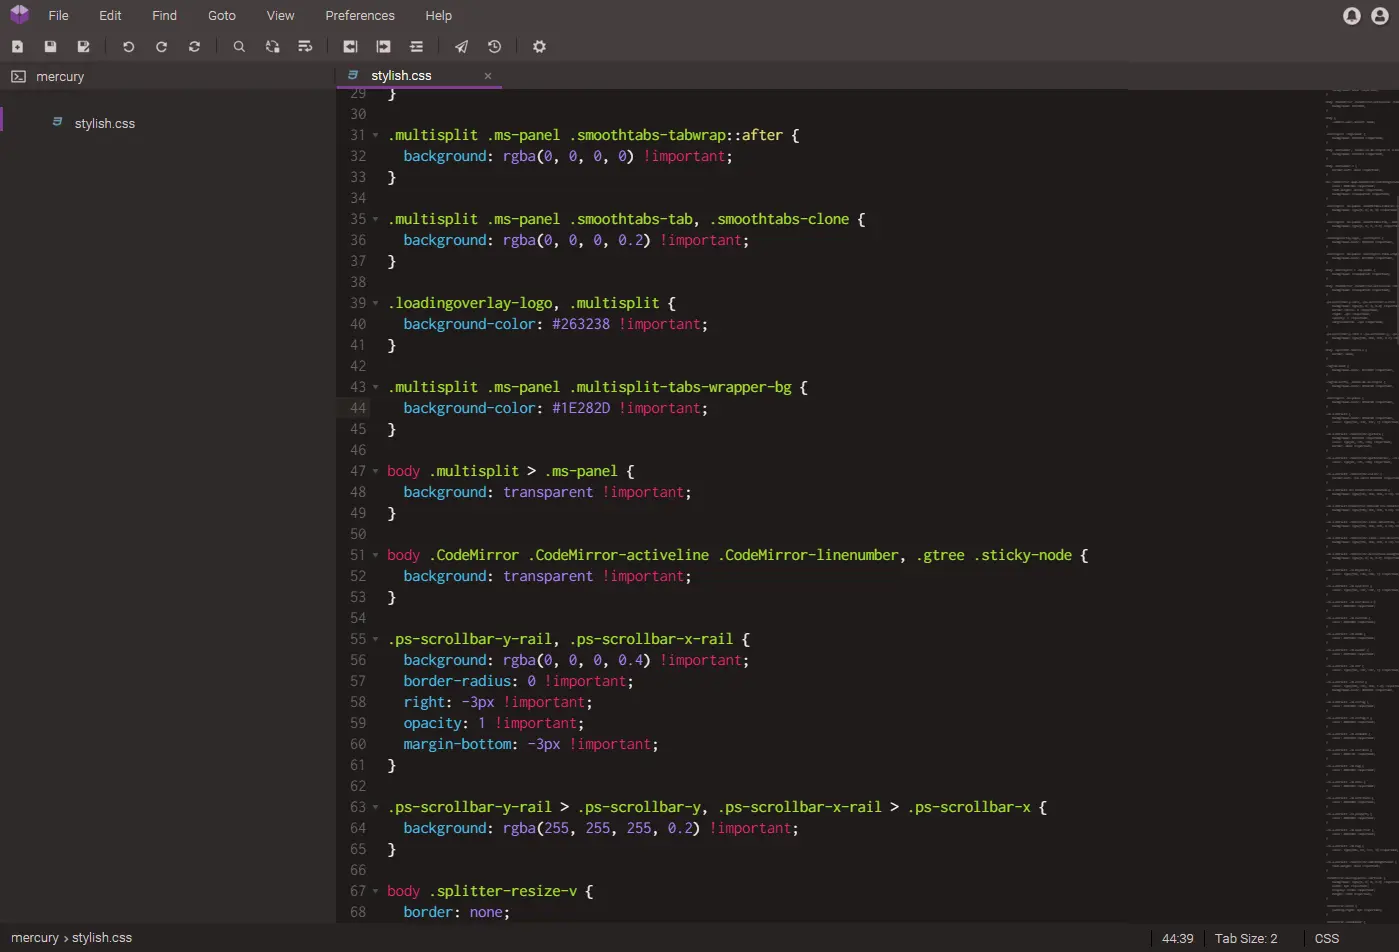 File Edit Find Goto View Preferences Help
mercury
stylish.css ×
stylish.css
29 }
30
31 .multisplit .ms-panel .smoothtabs-tabwrap::after {
32 background: rgba(0, 0, 0, 0) !important;
33 }
34
35 .multisplit .ms-panel .smoothtabs-tab, .smoothtabs-clone {
36 background: rgba(0, 0, 0, 0.2) !important;
37 }
38
39 .loadingoverlay-logo, .multisplit {
40 background-color: #263238 !important;
41 }
42
43 .multisplit .ms-panel .multisplit-tabs-wrapper-bg {
44 background-color: #1E282D !important;
45 }
46
47 body .multisplit > .ms-panel {
48 background: transparent !important;
49 }
50
51 body .CodeMirror .CodeMirror-activeline .CodeMirror-linenumber, .gtree .sticky-node {
52 background: transparent !important;
53 }
54
55 .ps-scrollbar-y-rail, .ps-scrollbar-x-rail {
56 background: rgba(0, 0, 0, 0.4) !important;
57 border-radius: 0 !important;
58 right: -3px !important;
59 opacity: 1 !important;
60 margin-bottom: -3px !important;
61 }
62
63 .ps-scrollbar-y-rail > .ps-scrollbar-y, .ps-scrollbar-x-rail > .ps-scrollbar-x {
64 background: rgba(255, 255, 255, 0.2) !important;
65 }
66
67 body .splitter-resize-v {
68 border: none;
mercury › stylish.css
44:39 Tab Size: 2 CSS